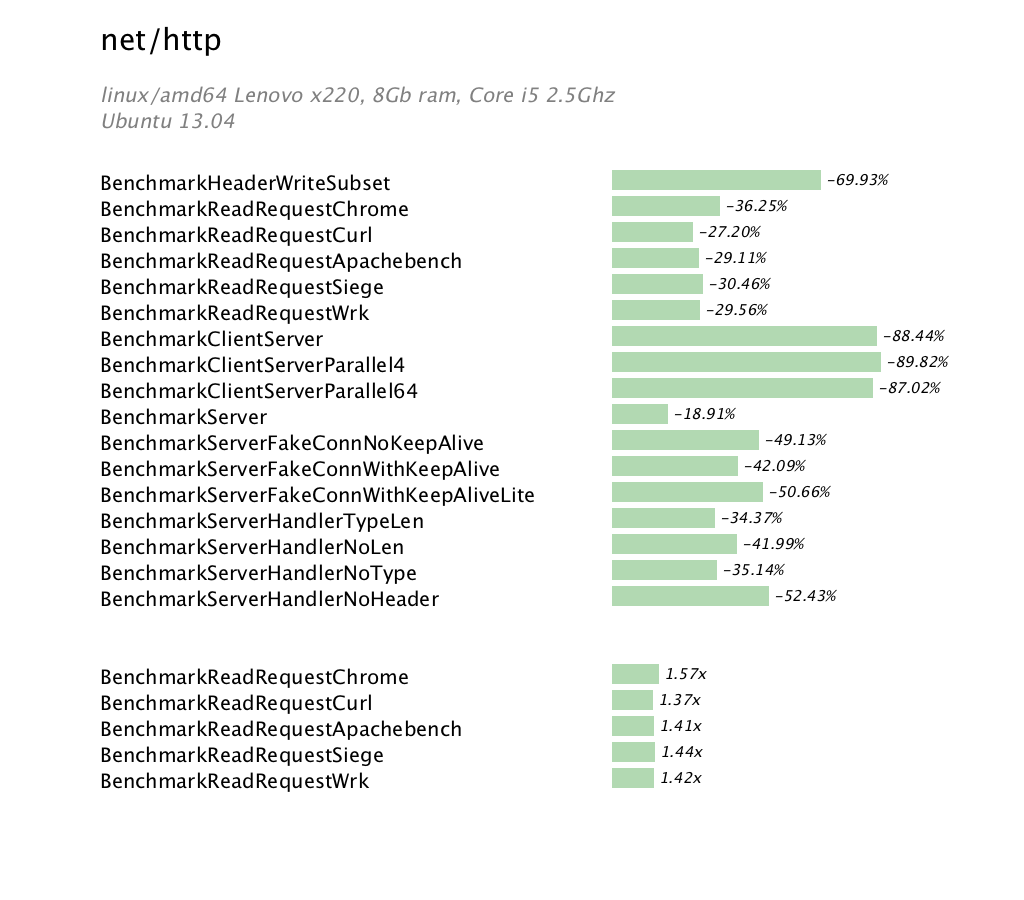 net/http
linux/amd64 Lenovo x220, 8Gb ram, Core i5 2.5Ghz
Ubuntu 13.04
BenchmarkHeaderWriteSubset -69.93%
BenchmarkReadRequestChrome -36.25%
BenchmarkReadRequestCurl -27.20%
BenchmarkReadRequestApachebench -29.11%
BenchmarkReadRequestSiege -30.46%
BenchmarkReadRequestWrk -29.56%
BenchmarkClientServer -88.44%
BenchmarkClientServerParallel4 -89.82%
BenchmarkClientServerParallel64 -87.02%
BenchmarkServer -18.91%
BenchmarkServerFakeConnNoKeepAlive -49.13%
BenchmarkServerFakeConnWithKeepAlive -42.09%
BenchmarkServerFakeConnWithKeepAliveLite -50.66%
BenchmarkServerHandlerTypeLen -34.37%
BenchmarkServerHandlerNoLen -41.99%
BenchmarkServerHandlerNoType -35.14%
BenchmarkServerHandlerNoHeader -52.43%
BenchmarkReadRequestChrome 1.57x
BenchmarkReadRequestCurl 1.37x
BenchmarkReadRequestApachebench 1.41x
BenchmarkReadRequestSiege 1.44x
BenchmarkReadRequestWrk 1.42x